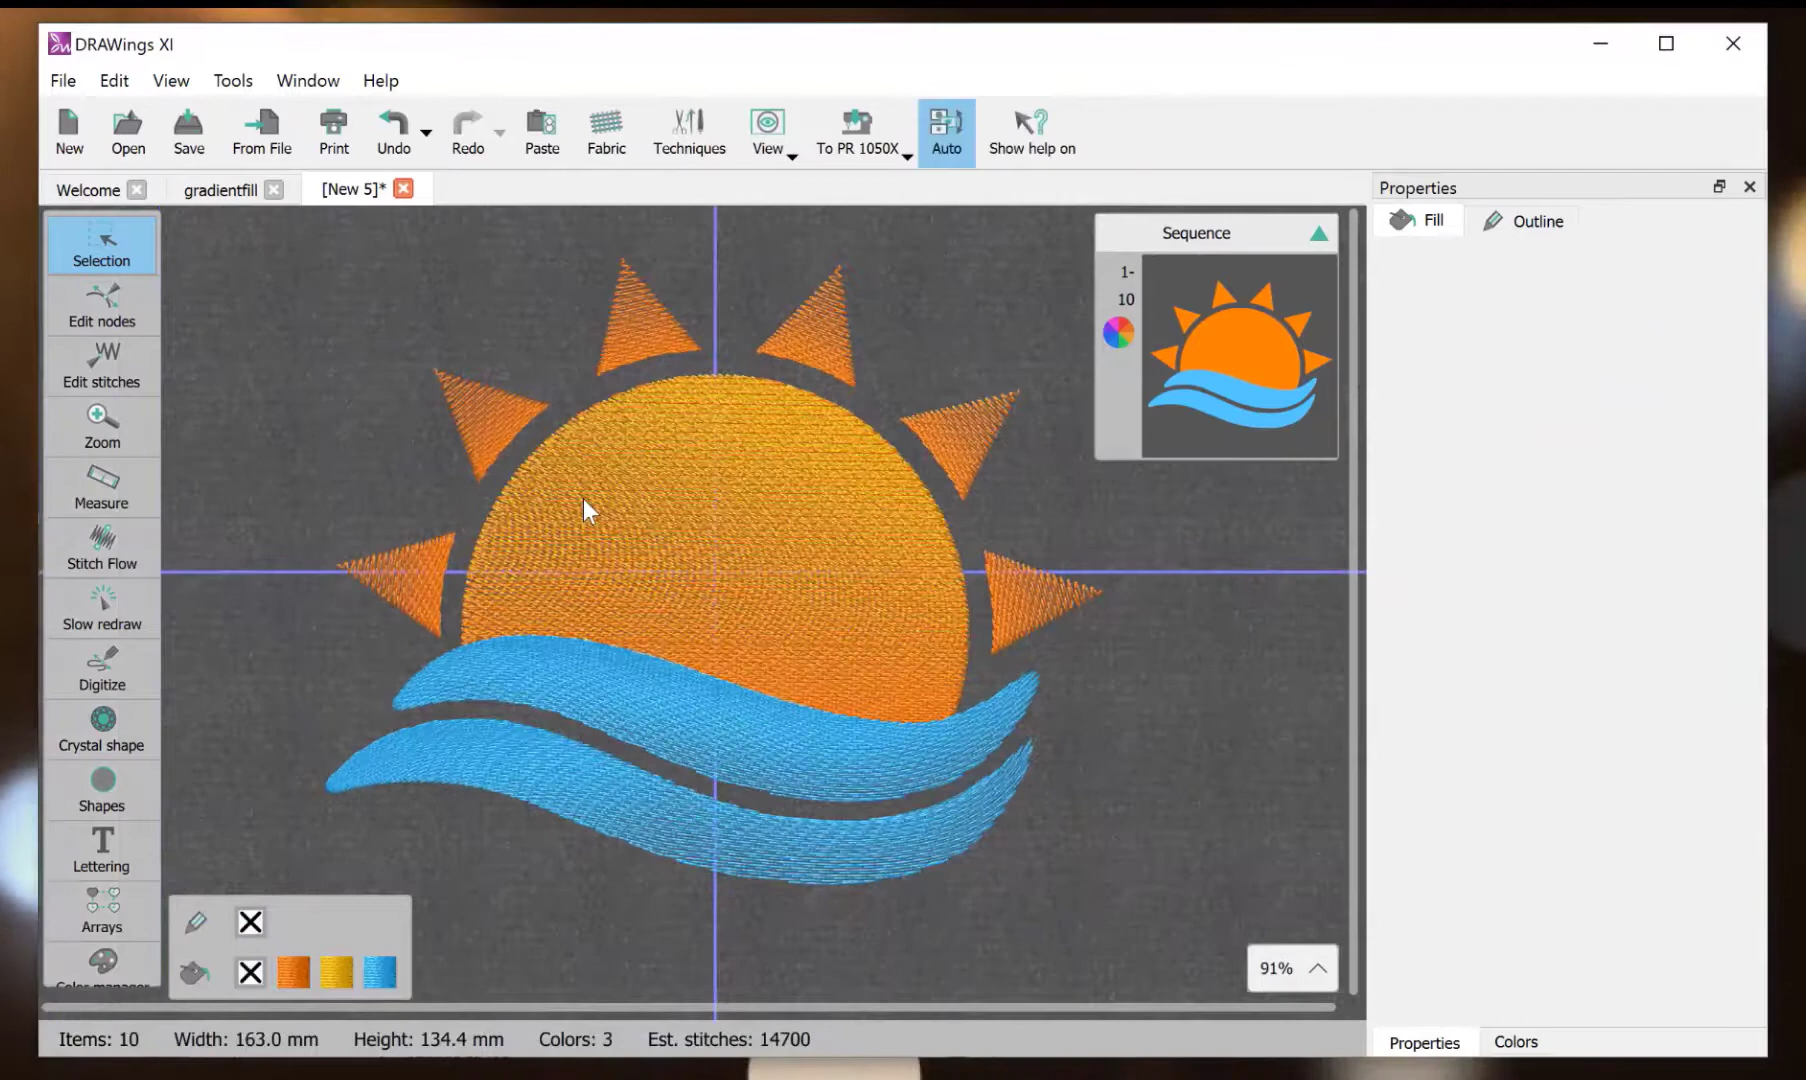 DRAWings XI
File Edit View Tools Window Help
New Open Save From File Print Undo Redo Paste Fabric Techniques View To PR 1050X Auto Show help on
Welcome gradientfill [New 5]*
Properties
Fill Outline
Selection
Edit nodes
Edit stitches
Zoom
Measure
Stitch Flow
Slow redraw
Digitize
Crystal shape
Shapes
Lettering
Arrays
Color manager
Sequence
1-
10
91%
Items: 10 Width: 163.0 mm Height: 134.4 mm Colors: 3 Est. stitches: 14700
Properties Colors